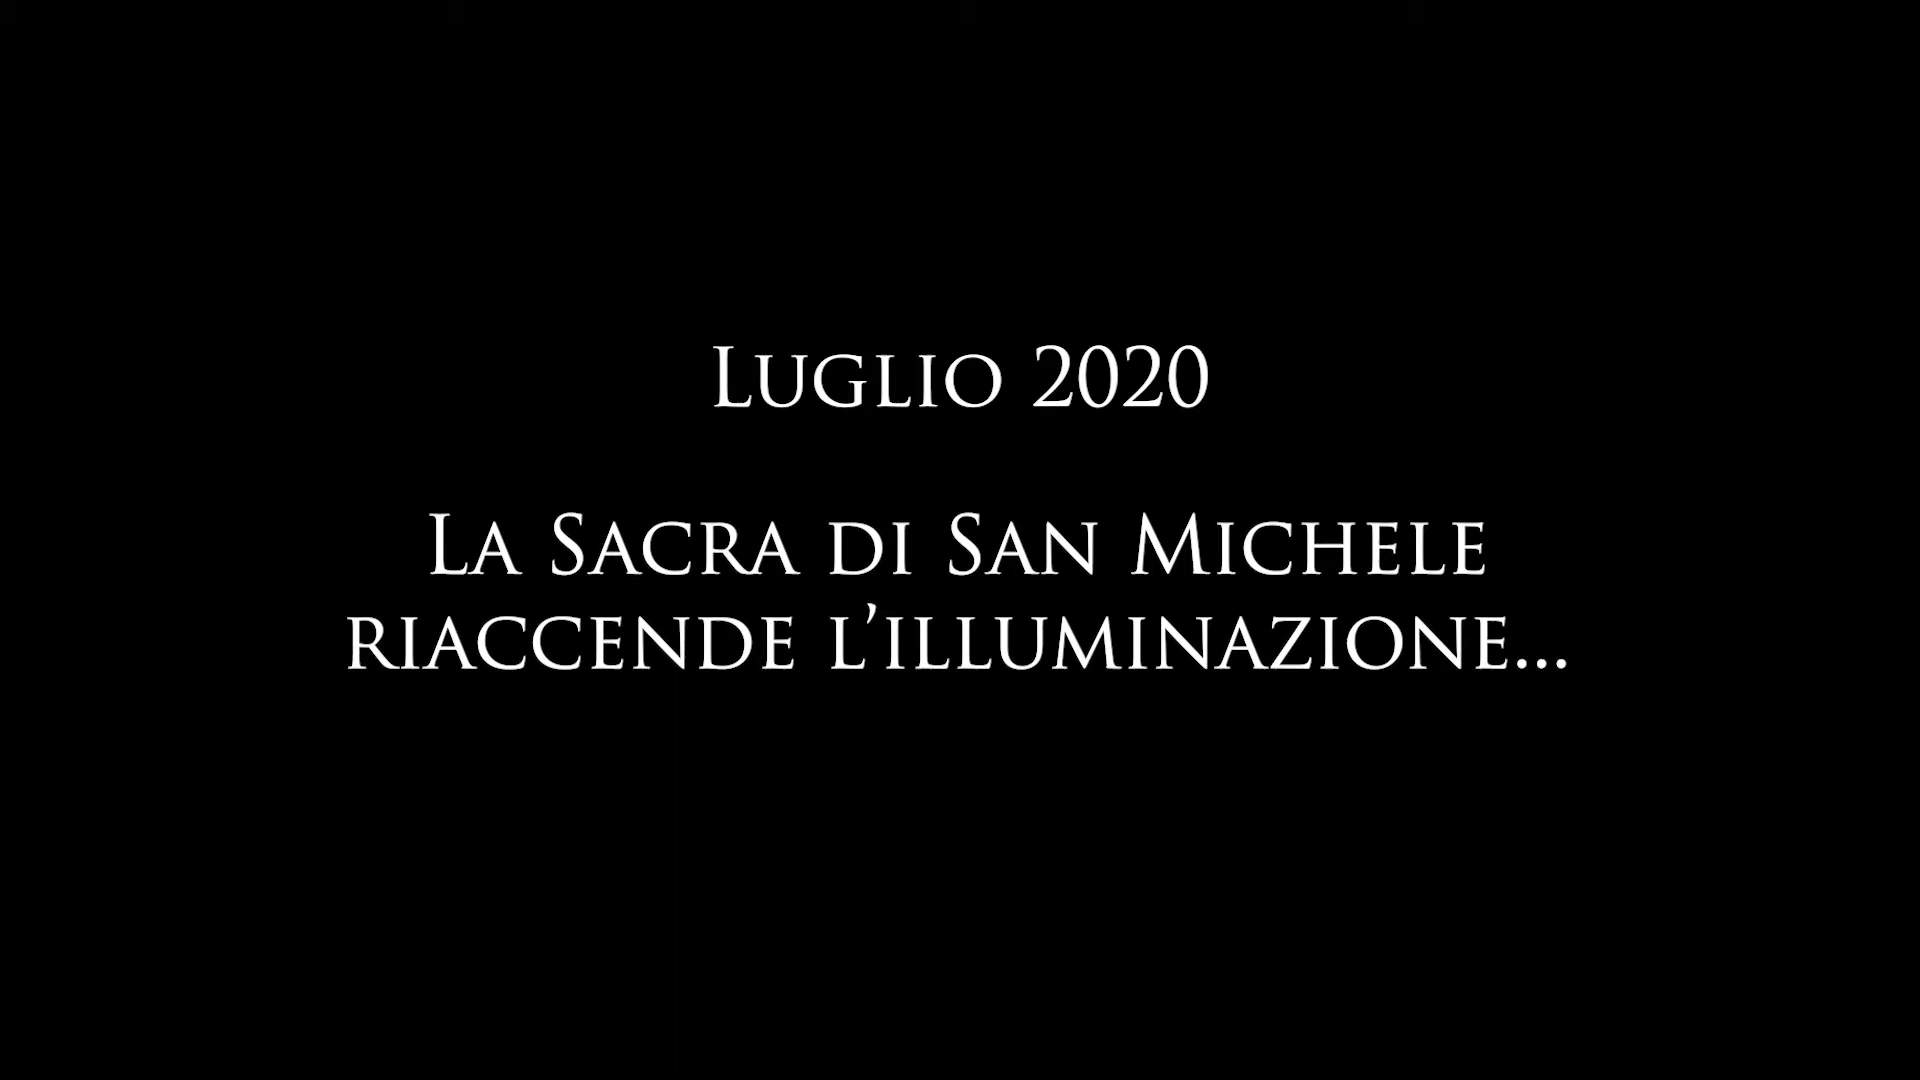 Luglio 2020
La Sacra di San Michele
riaccende l’illuminazione...